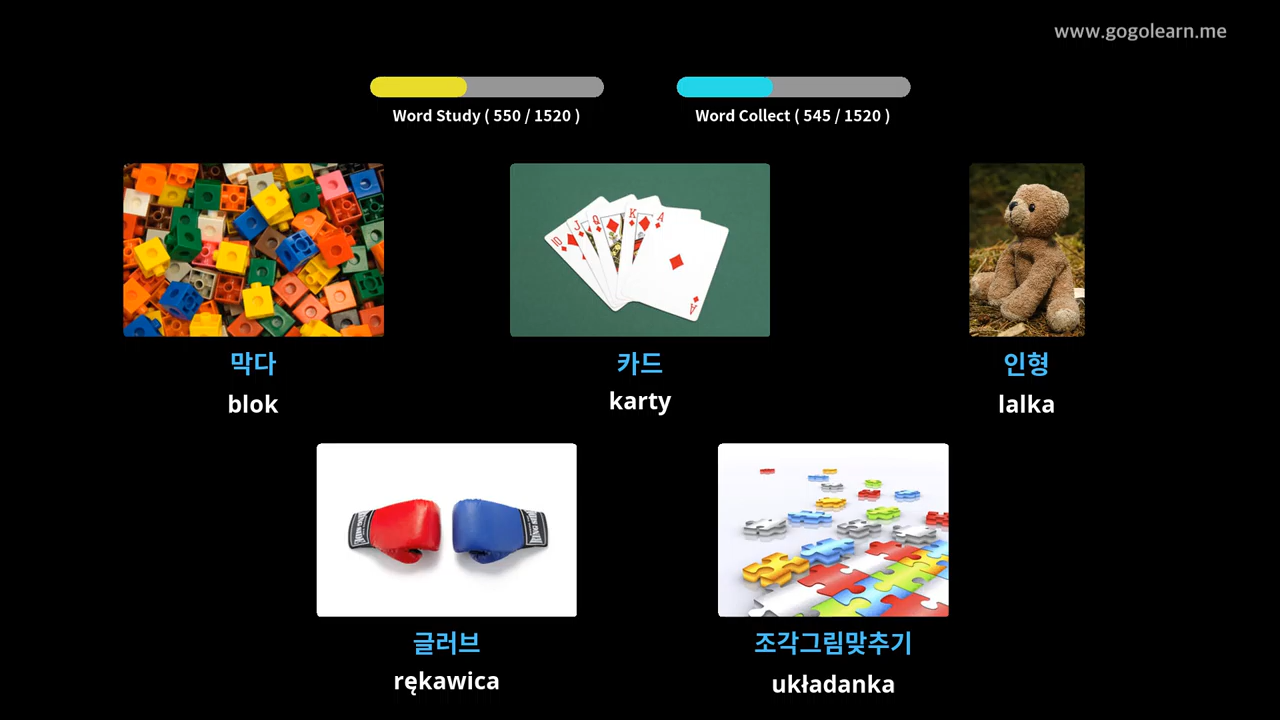 www.gogolearn.me
Word Study ( 550 / 1520 )
Word Collect ( 545 / 1520 )
막다
카드
인형
blok
karty
lalka
글러브
조각그림맞추기
rękawica
układanka